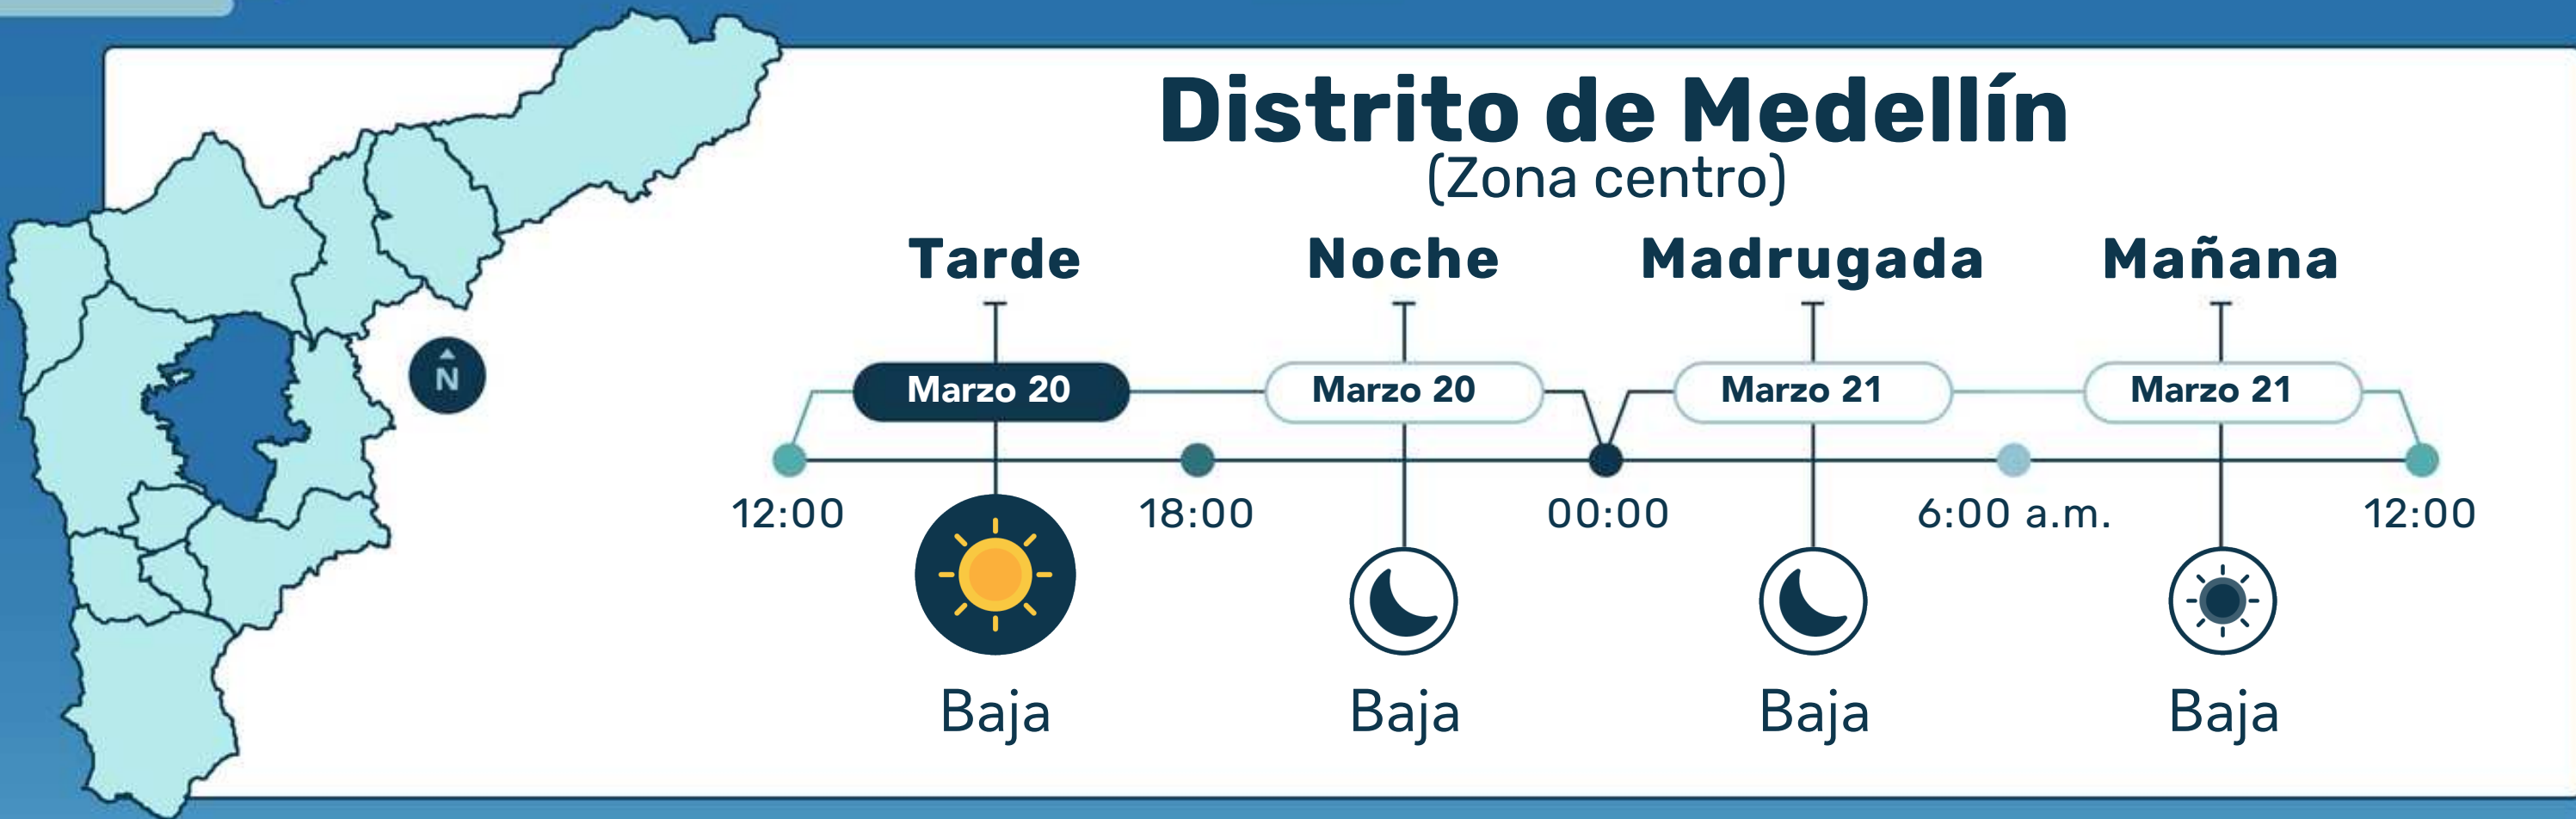 Distrito de Medellín
(Zona centro)
Tarde Noche Madrugada Mañana
Marzo 20 Marzo 20 Marzo 21 Marzo 21
N
12:00 18:00 00:00 6:00 a.m. 12:00
Baja Baja Baja Baja